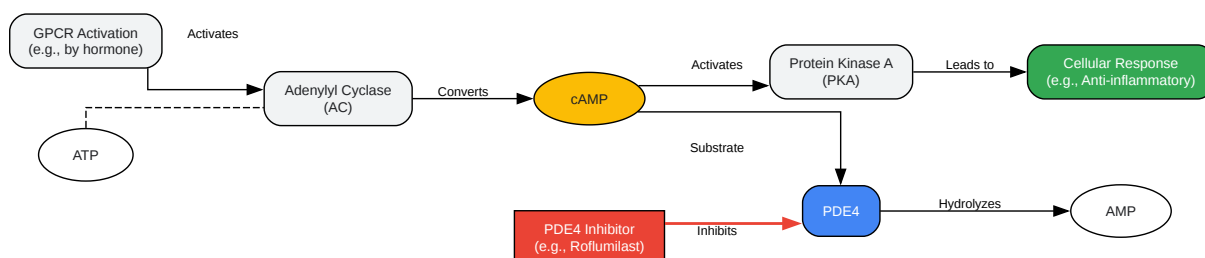 GPCR Activation
(e.g., by hormone)
Activates
ATP
Adenylyl Cyclase
(AC)
Converts
cAMP
Activates
Protein Kinase A
(PKA)
Leads to
Cellular Response
(e.g., Anti-inflammatory)
Substrate
PDE4 Inhibitor
(e.g., Roflumilast)
Inhibits
PDE4
Hydrolyzes
AMP